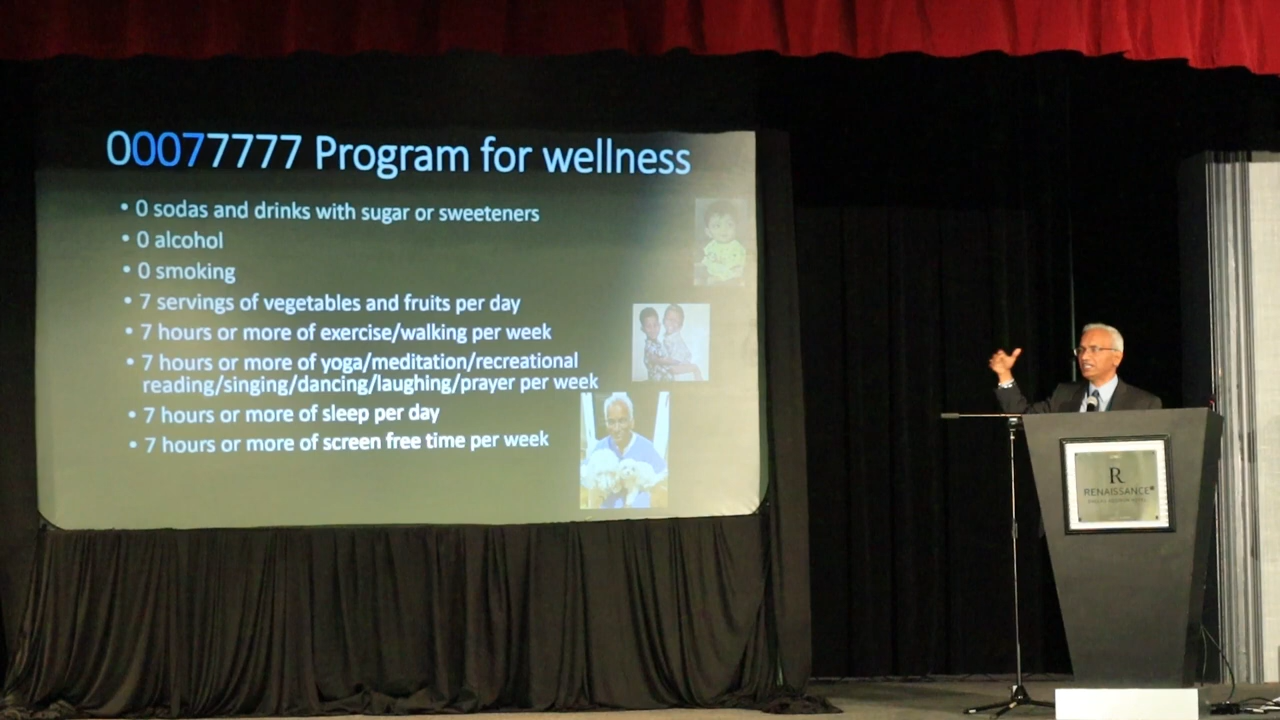 00077777 Program for wellness
• 0 sodas and drinks with sugar or sweeteners
• 0 alcohol
• 0 smoking
• 7 servings of vegetables and fruits per day
• 7 hours or more of exercise/walking per week
• 7 hours or more of yoga/meditation/recreational
reading/singing/dancing/laughing/prayer per week
• 7 hours or more of sleep per day
• 7 hours or more of screen free time per week
R
RENAISSANCE